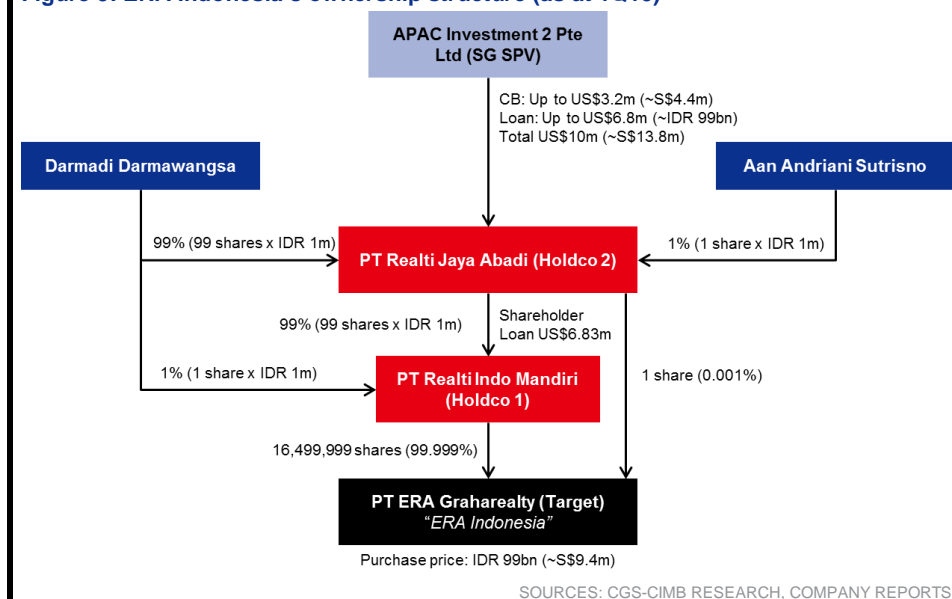 APAC Investment 2 Pte
Ltd (SG SPV)
CB: Up to US$3.2m (~S$4.4m)
Loan: Up to US$6.8m (~IDR 99bn)
Total US$10m (~S$13.8m)
Darmadi Darmawangsa
Aan Andriani Sutrisno
99% (99 shares x IDR 1m)
1% (1 share x IDR 1m)
PT Realti Jaya Abadi (Holdco 2)
99% (99 shares x IDR 1m)
Shareholder
Loan US$6.83m
1% (1 share x IDR 1m)
PT Realti Indo Mandiri
(Holdco 1)
1 share (0.001%)
16,499,999 shares (99.999%)
PT ERA Graharealty (Target)
“ERA Indonesia”
Purchase price: IDR 99bn (~S$9.4m)
SOURCES: CGS-CIMB RESEARCH, COMPANY REPORTS